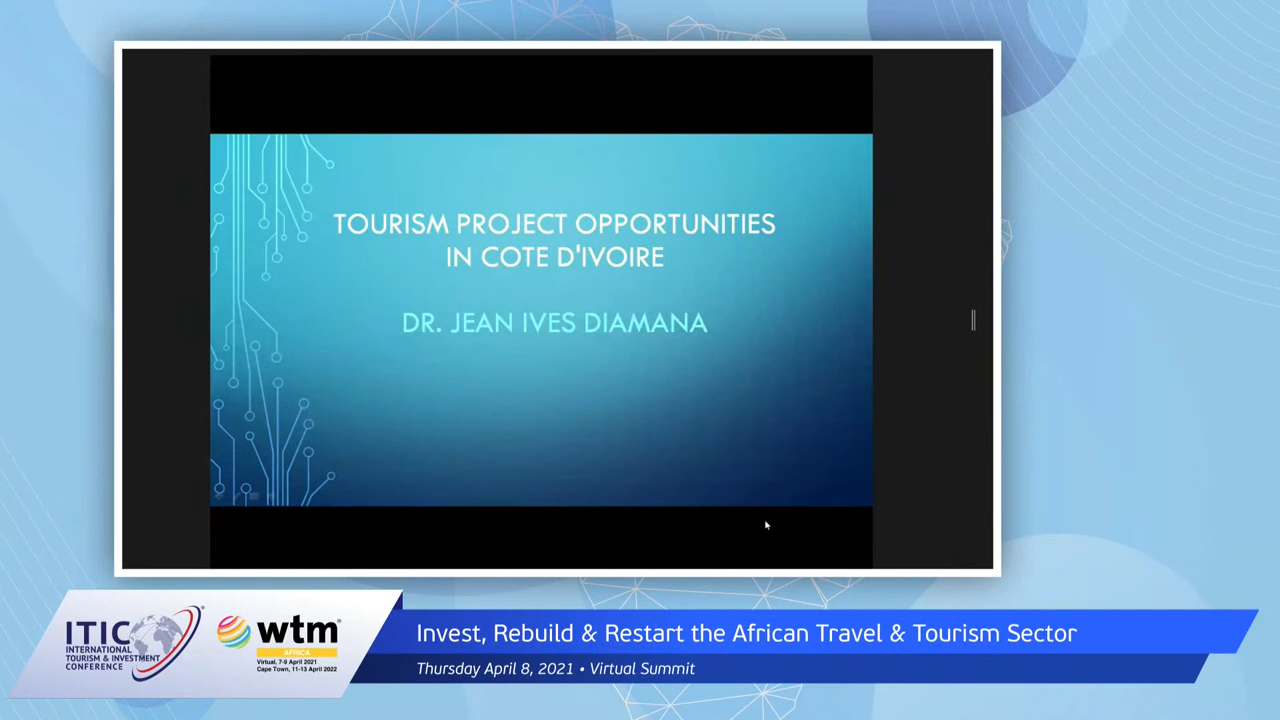 TOURISM PROJECT OPPORTUNITIES
IN COTE D'IVOIRE
DR. JEAN IVES DIAMANA
ITIC
INTERNATIONAL
TOURISM & INVESTMENT
CONFERENCE
wtm
AFRICA
Virtual, 7-9 April 2021
Cape Town, 11-13 April 2022
Invest, Rebuild & Restart the African Travel & Tourism Sector
Thursday April 8, 2021 • Virtual Summit